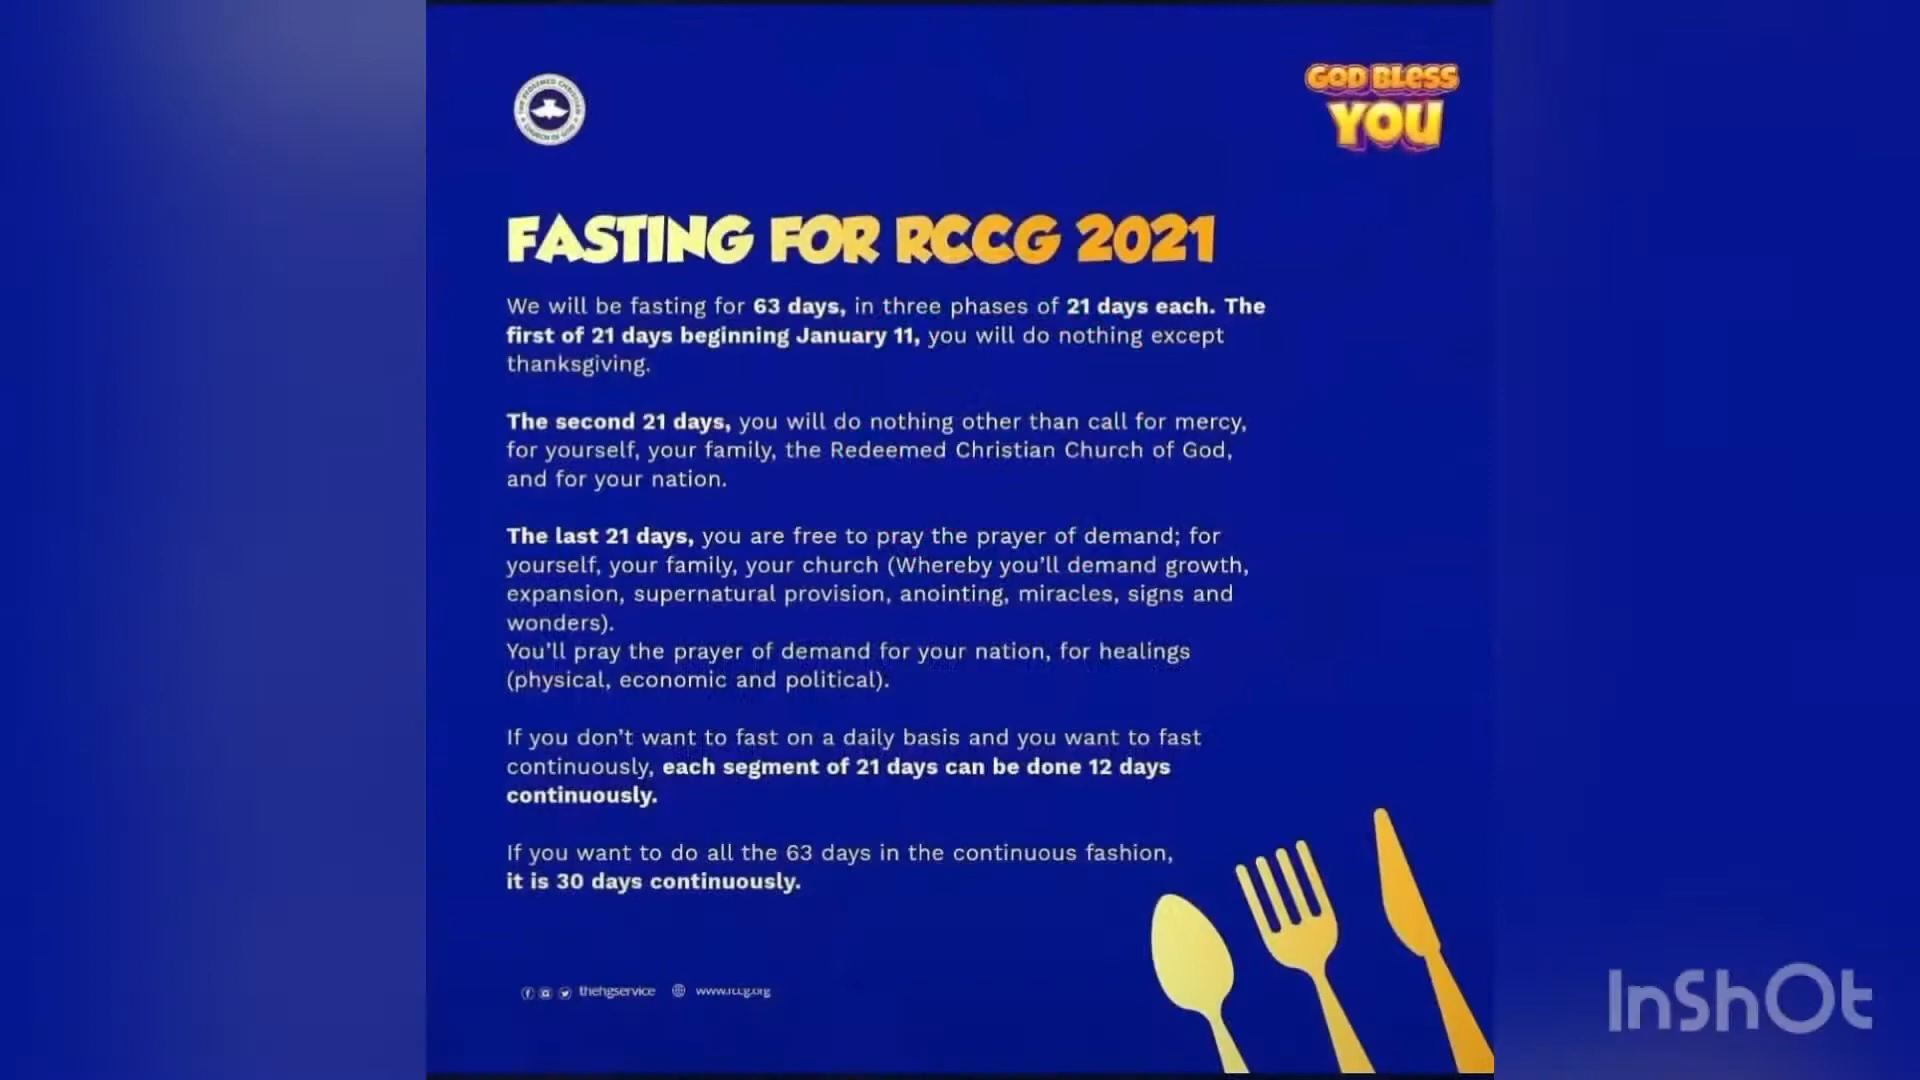 THE REDEEMED CHRISTIAN
CHURCH OF GOD
GOD BLESS
YOU
FASTING FOR RCCG 2021
We will be fasting for 63 days, in three phases of 21 days each. The
first of 21 days beginning January 11, you will do nothing except
thanksgiving.
The second 21 days, you will do nothing other than call for mercy,
for yourself, your family, the Redeemed Christian Church of God,
and for your nation.
The last 21 days, you are free to pray the prayer of demand; for
yourself, your family, your church (Whereby you'll demand growth,
expansion, supernatural provision, anointing, miracles, signs and
wonders).
You'll pray the prayer of demand for your nation, for healings
(physical, economic and political).
If you don't want to fast on a daily basis and you want to fast
continuously, each segment of 21 days can be done 12 days
continuously.
If you want to do all the 63 days in the continuous fashion,
it is 30 days continuously.
thehgservice www.rccg.org
InShOt